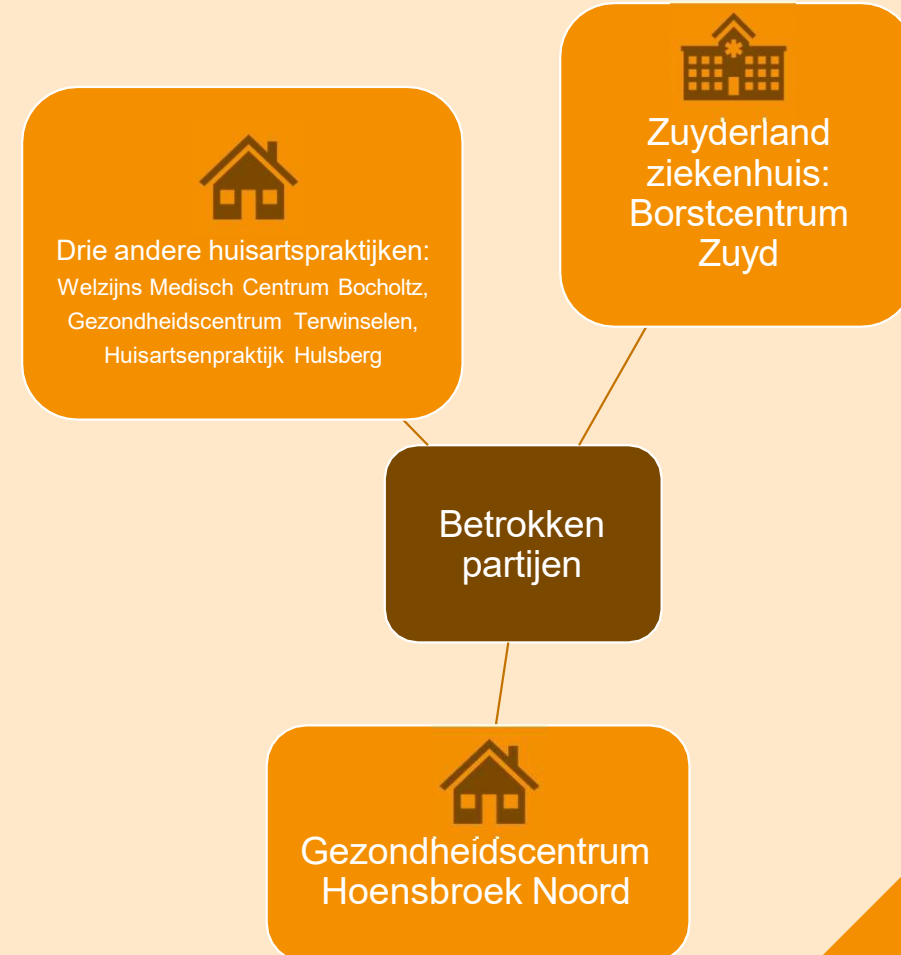 Zuyderland
ziekenhuis:
Borstcentrum
Zuyd
Drie andere huisartspraktijken:
Welzijns Medisch Centrum Bocholtz,
Gezondheidscentrum Terwinselen,
Huisartsenpraktijk Hulsberg
Betrokken
partijen
Gezondheidscentrum
Hoensbroek Noord